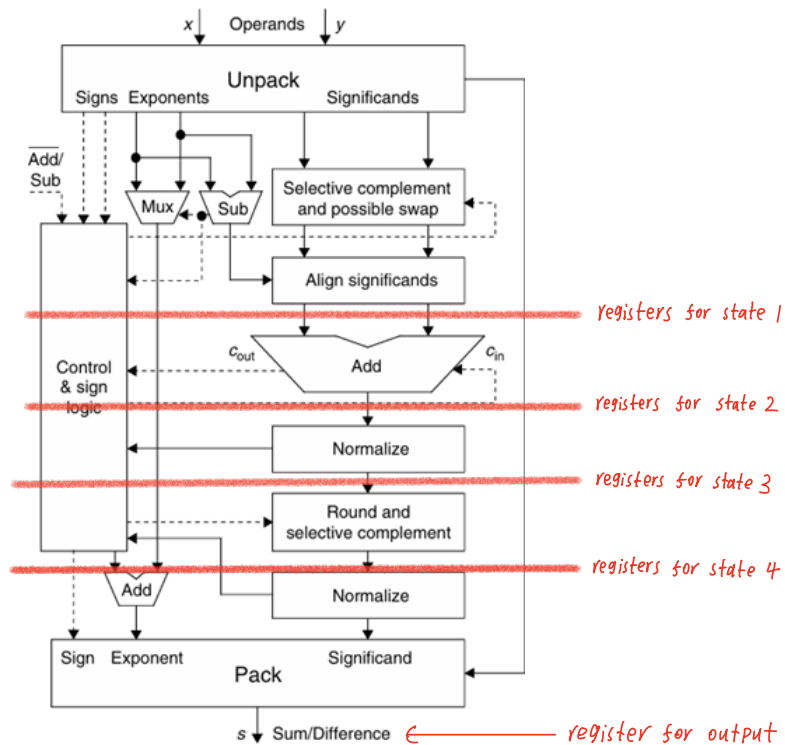 x Operands y
Unpack
Signs Exponents Significands
Add/
Sub
Mux
Sub
Selective complement
and possible swap
Align significands
registers for state 1
cout
cin
Add
Control
& sign
logic
registers for state 2
Normalize
registers for state 3
Round and
selective complement
registers for state 4
Add
Normalize
Sign Exponent Significand
Pack
s Sum/Difference
register for output